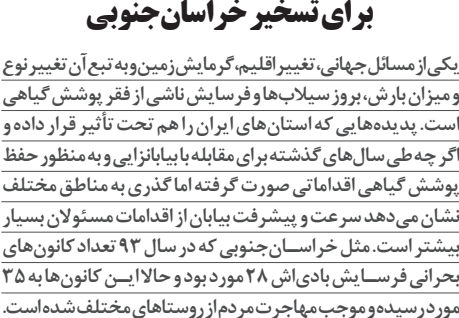 برای تسخیر خراسان‌جنوبی
یکی از مسائل جهانی، تغییر اقلیم، گرمایش زمین و به تبع آن تغییر نوع
و میزان بارش، بروز سیلاب‌ها و فرسایش ناشی از فقر پوشش گیاهی
است. پدیده‌هایی که استان‌های ایران را هم تحت تأثیر قرار داده و
اگر چه طی سال‌های گذشته برای مقابله با بیابانزایی و به منظور حفظ
پوشش گیاهی اقداماتی صورت گرفته اما گذری به مناطق مختلف
نشان می‌دهد سرعت و پیشرفت بیابان از اقدامات مسئولان بسیار
بیشتر است. مثل خراسـان‌جنوبی که در سال ۹۳ تعداد کانون‌های
بحرانی فرسـایش بادی‌اش ۲۸ مورد بود و حالا ایـن کانون‌ها به ۳۵
مورد رسیده و موجب مهاجرت مردم از روستاهای مختلف شده است.